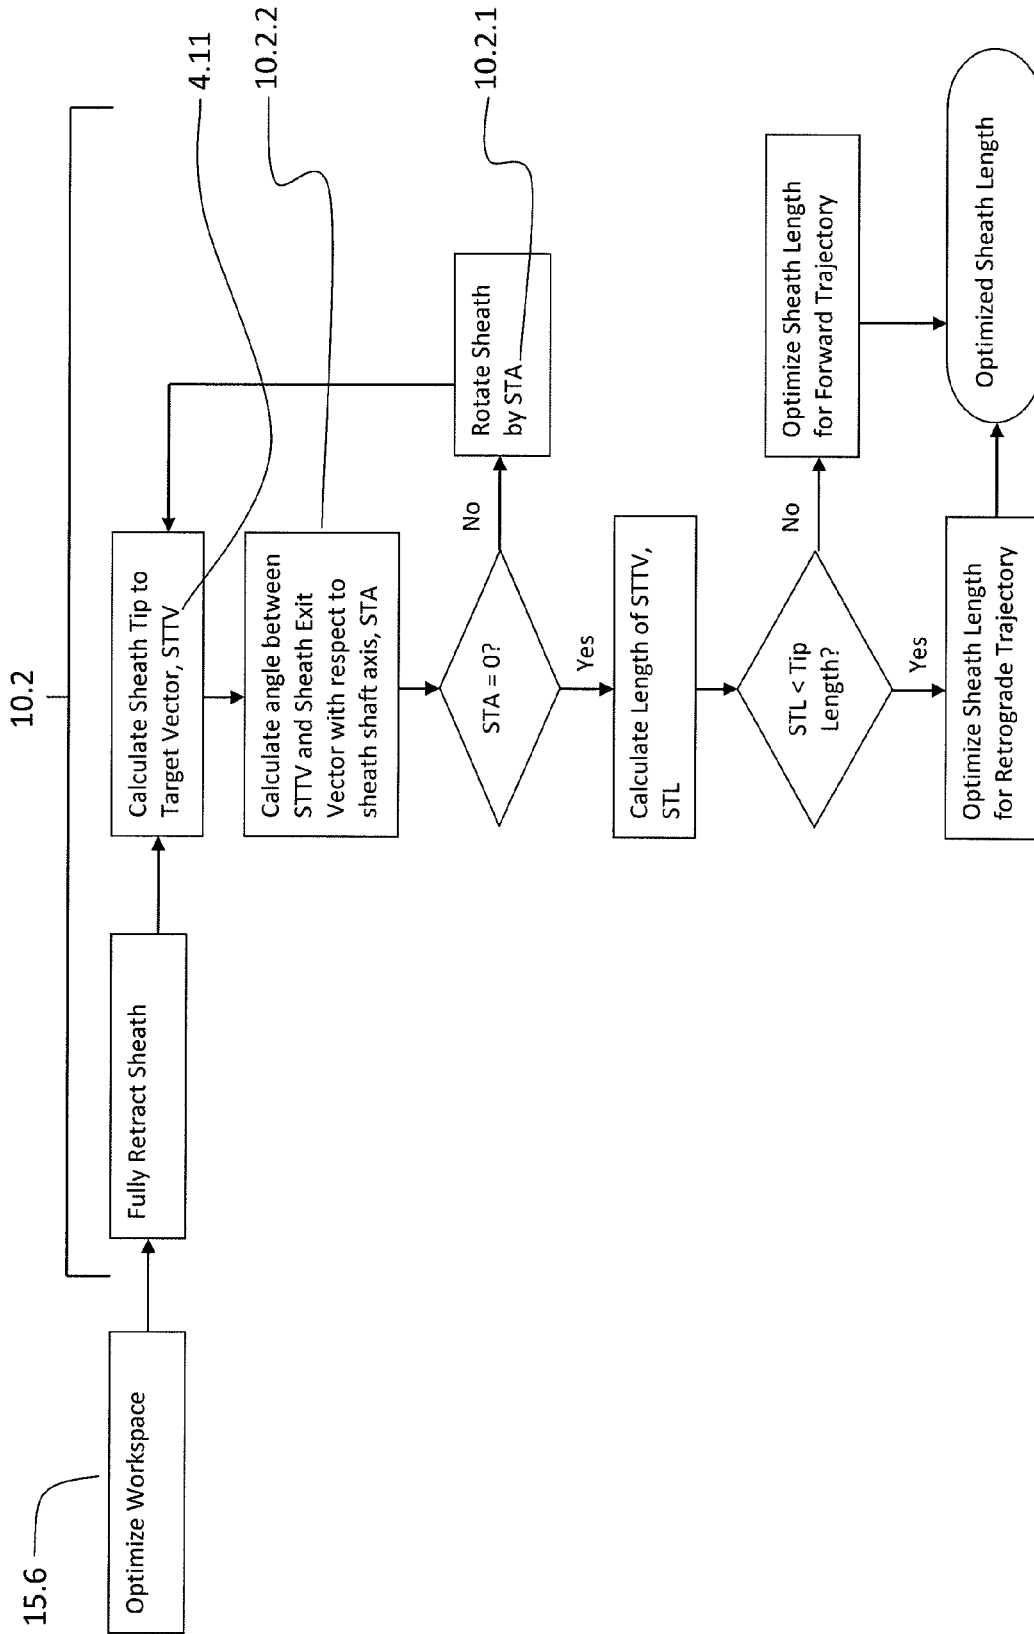 10.2
15.6
Optimize Workspace
Fully Retract Sheath
Calculate Sheath Tip to
Target Vector, STTV
4.11
Calculate angle between
STTV and Sheath Exit
Vector with respect to
sheath shaft axis, STA
10.2.2
STA = 0?
No
Rotate Sheath
by STA
10.2.1
Yes
Calculate Length of STTV,
STL
STL < Tip
Length?
No
Optimize Sheath Length
for Forward Trajectory
Yes
Optimize Sheath Length
for Retrograde Trajectory
Optimized Sheath Length